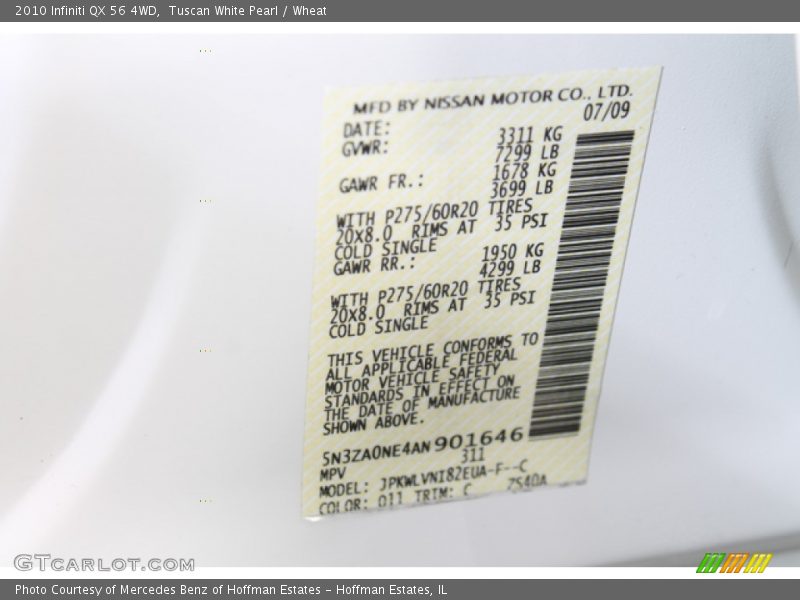 2010 Infiniti QX 56 4WD, Tuscan White Pearl / Wheat
MFD BY NISSAN MOTOR CO., LTD.
DATE: 07/09
GVWR: 3311 KG
7299 LB
GAWR FR.: 1678 KG
3699 LB
WITH P275/60R20 TIRES
20X8.0 RIMS AT 35 PSI
COLD SINGLE
GAWR RR.: 1950 KG
4299 LB
WITH P275/60R20 TIRES
20X8.0 RIMS AT 35 PSI
COLD SINGLE
THIS VEHICLE CONFORMS TO
ALL APPLICABLE FEDERAL
MOTOR VEHICLE SAFETY
STANDARDS IN EFFECT ON
THE DATE OF MANUFACTURE
SHOWN ABOVE.
5N3ZA0NE4AN901646
MPV 311
MODEL: JPKWLVNI82EUA-F--C
COLOR: Q11 TRIM: C ZS40A
GTCARLOT.COM
Photo Courtesy of Mercedes Benz of Hoffman Estates - Hoffman Estates, IL